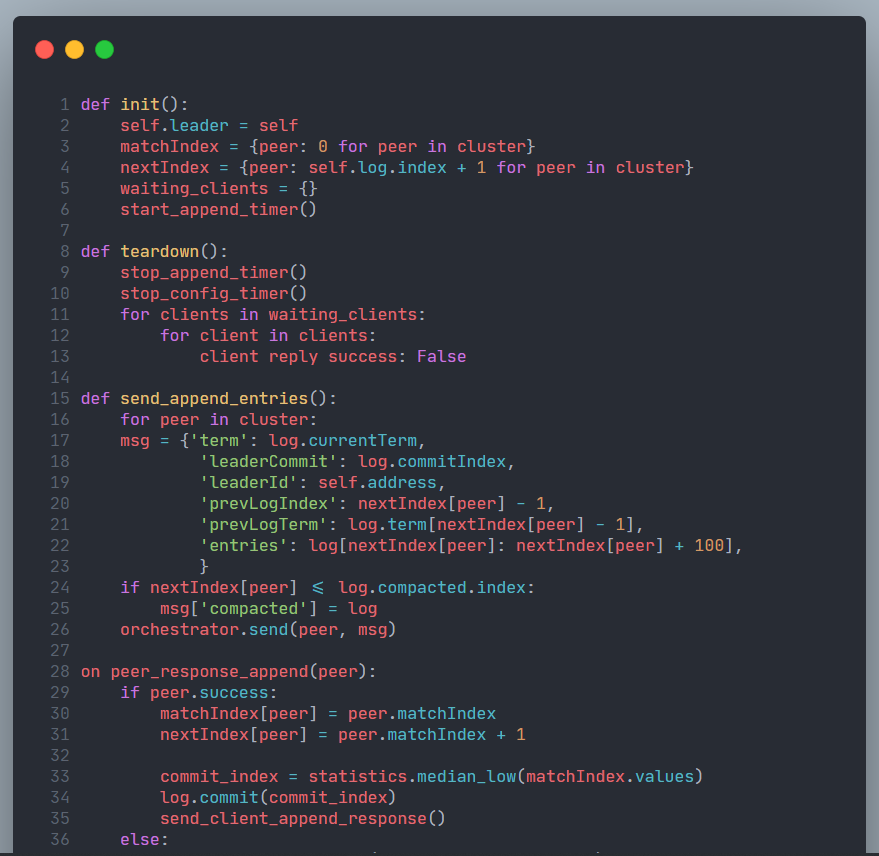 1 def init():
2     self.leader = self
3     matchIndex = {peer: 0 for peer in cluster}
4     nextIndex = {peer: self.log.index + 1 for peer in cluster}
5     waiting_clients = {}
6     start_append_timer()
7
8 def teardown():
9     stop_append_timer()
10     stop_config_timer()
11     for clients in waiting_clients:
12         for client in clients:
13             client reply success: False
14
15 def send_append_entries():
16     for peer in cluster:
17     msg = {'term': log.currentTerm,
18             'leaderCommit': log.commitIndex,
19             'leaderId': self.address,
20             'prevLogIndex': nextIndex[peer] - 1,
21             'prevLogTerm': log.term[nextIndex[peer] - 1],
22             'entries': log[nextIndex[peer]: nextIndex[peer] + 100],
23             }
24     if nextIndex[peer] ⩽ log.compacted.index:
25         msg['compacted'] = log
26     orchestrator.send(peer, msg)
27
28 on peer_response_append(peer):
29     if peer.success:
30         matchIndex[peer] = peer.matchIndex
31         nextIndex[peer] = peer.matchIndex + 1
32
33         commit_index = statistics.median_low(matchIndex.values)
34         log.commit(commit_index)
35         send_client_append_response()
36     else: